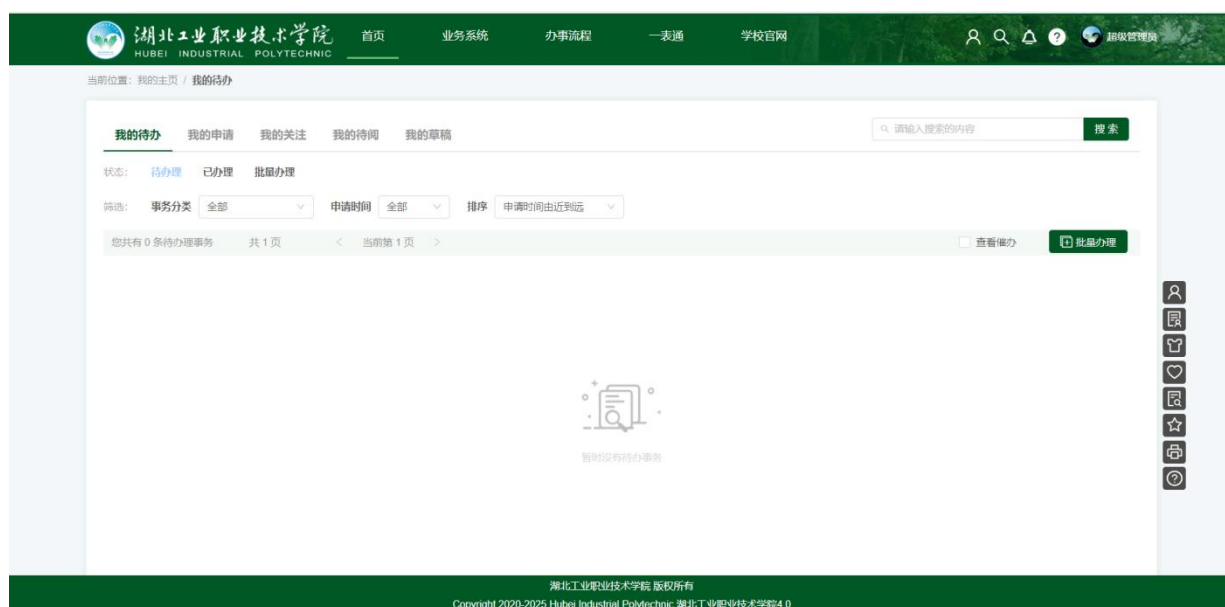 湖北工业职业技术学院 首页 业务系统 办事流程 一表通 学校官网 超级管理员
HUBEI INDUSTRIAL POLYTECHNIC
当前位置: 我的主页 / 我的待办
我的待办 我的申请 我的关注 我的待阅 我的草稿 请输入搜索的内容 搜索
状态: 待办理 已办理 批量办理
筛选: 事务分类 全部 申请时间 全部 排序 申请时间由近到远
您共有 0 条待办理事务 共 1 页 < 当前第 1 页 > 查看催办 批量办理
暂时没有待办事务
湖北工业职业技术学院 版权所有
Copyright 2020-2025 Hubei Industrial Polytechnic 湖北工业职业技术学院4.0